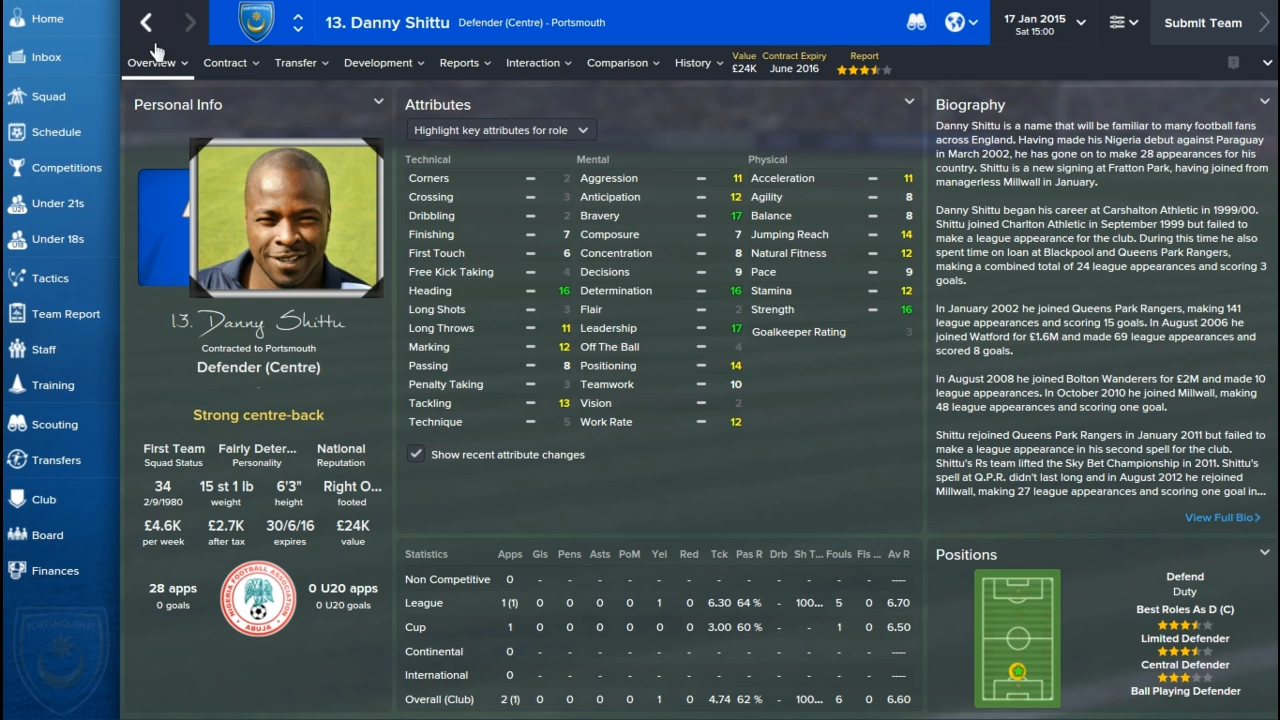 Home
Inbox
Squad
Schedule
Competitions
Under 21s
Under 18s
Tactics
Team Report
Staff
Training
Scouting
Transfers
Club
Board
Finances
13. Danny Shittu Defender (Centre) - Portsmouth
17 Jan 2015
Sat 15:00
Submit Team
Overview Contract Transfer Development Reports Interaction Comparison History
Value Contract Expiry Report
£24K June 2016
Personal Info
13. Danny Shittu
Contracted to Portsmouth
Defender (Centre)
-
Strong centre-back
First Team Fairly Deter... National
Squad Status Personality Reputation
34 15 st 1 lb 6'3" Right O...
2/9/1980 weight height footed
£4.6K £2.7K 30/6/16 £24K
per week after tax expires value
28 apps 0 U20 apps
0 goals 0 U20 goals
NIGERIA FOOTBALL ASSOCIATION
ABUJA
Attributes
Highlight key attributes for role
Technical Mental Physical
Corners - 2 Aggression - 11 Acceleration - 11
Crossing - 3 Anticipation - 12 Agility - 8
Dribbling - 2 Bravery - 17 Balance - 8
Finishing - 7 Composure - 7 Jumping Reach - 14
First Touch - 6 Concentration - 8 Natural Fitness - 12
Free Kick Taking - 4 Decisions - 9 Pace - 9
Heading - 16 Determination - 16 Stamina - 12
Long Shots - 3 Flair - 2 Strength - 16
Long Throws - 11 Leadership - 17 Goalkeeper Rating 3
Marking - 12 Off The Ball - 4
Passing - 8 Positioning - 14
Penalty Taking - 3 Teamwork - 10
Tackling - 13 Vision - 2
Technique - 5 Work Rate - 12
Show recent attribute changes
Statistics Apps Gls Pens Asts PoM Yel Red Tck Pas R Drb Sh T... Fouls Fls ... Av R
Non Competitive 0 - - - - - - - - - - - - ----
League 1 (1) 0 0 0 0 1 0 6.30 64 % - 100... 5 0 6.70
Cup 1 0 0 0 0 0 0 3.00 60 % - - 1 0 6.50
Continental 0 - - - - - - - - - - - - ----
International 0 - - - - - - - - - - - - ----
Overall (Club) 2 (1) 0 0 0 0 1 0 4.74 62 % - 100... 6 0 6.60
Biography
Danny Shittu is a name that will be familiar to many football fans
across England. Having made his Nigeria debut against Paraguay
in March 2002, he has gone on to make 28 appearances for his
country. Shittu is a new signing at Fratton Park, having joined from
managerless Millwall in January.
Danny Shittu began his career at Carshalton Athletic in 1999/00.
Shittu joined Charlton Athletic in September 1999 but failed to
make a league appearance for the club. During this time he also
spent time on loan at Blackpool and Queens Park Rangers,
making a combined total of 24 league appearances and scoring 3
goals.
In January 2002 he joined Queens Park Rangers, making 141
league appearances and scoring 15 goals. In August 2006 he
joined Watford for £1.6M and made 69 league appearances and
scored 8 goals.
In August 2008 he joined Bolton Wanderers for £2M and made 10
league appearances. In October 2010 he joined Millwall, making
48 league appearances and scoring one goal.
Shittu rejoined Queens Park Rangers in January 2011 but failed to
make a league appearance in his second spell for the club.
Shittu's Rs team lifted the Sky Bet Championship in 2011. Shittu's
spell at Q.P.R. didn't last long and in August 2012 he rejoined
Millwall, making 27 league appearances and scoring one goal in...
View Full Bio>
Positions
Defend
Duty
Best Roles As D (C)
Limited Defender
Central Defender
Ball Playing Defender